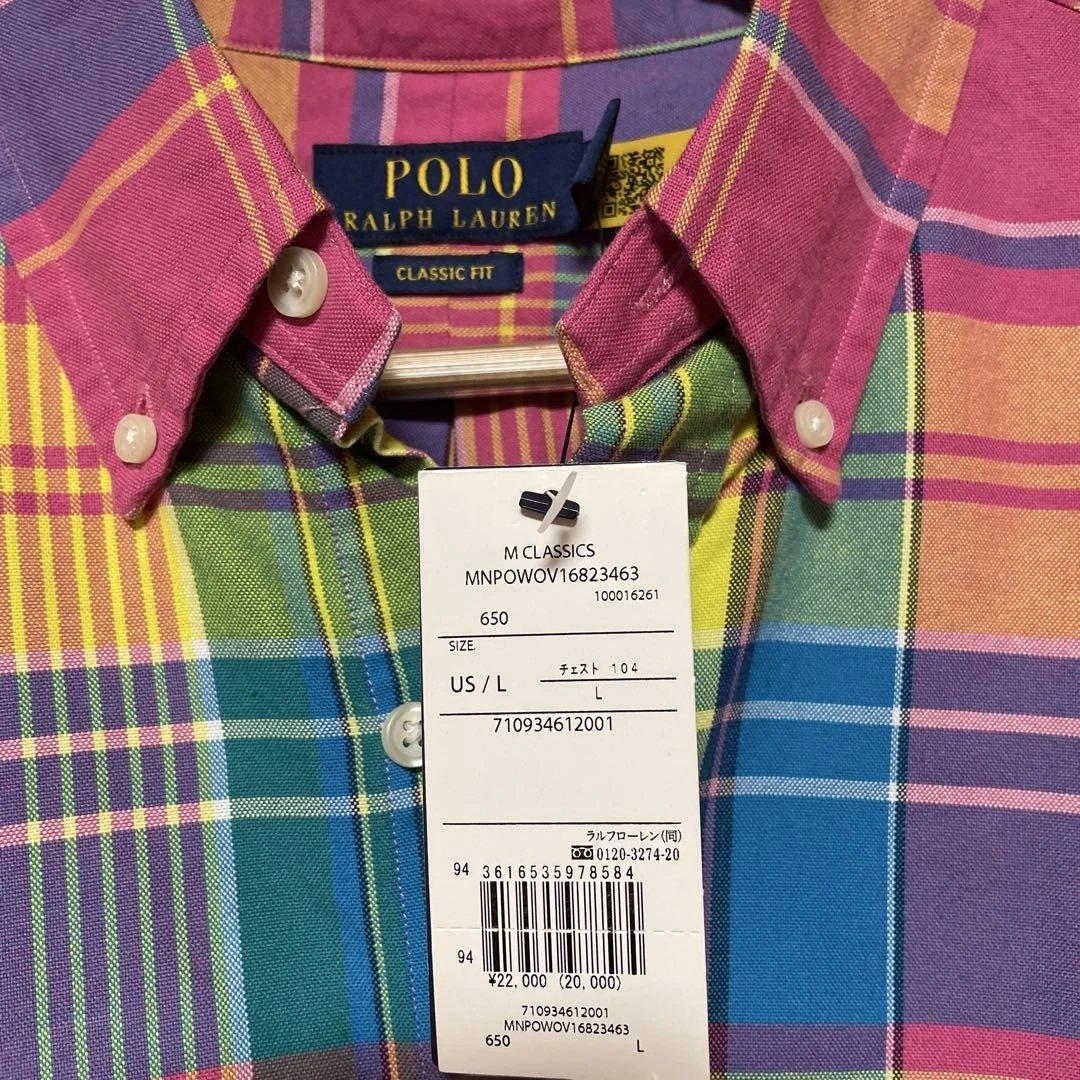 POLO
RALPH LAUREN
CLASSIC FIT
M CLASSICS
MNPOWOV16823463
100016261
650
SIZE
US / L
チェスト 104
L
710934612001
ラルフローレン(同)
0120-3274-20
94
3616535978584
94
¥22,000 (20,000)
710934612001
MNPOWOV16823463
650
L